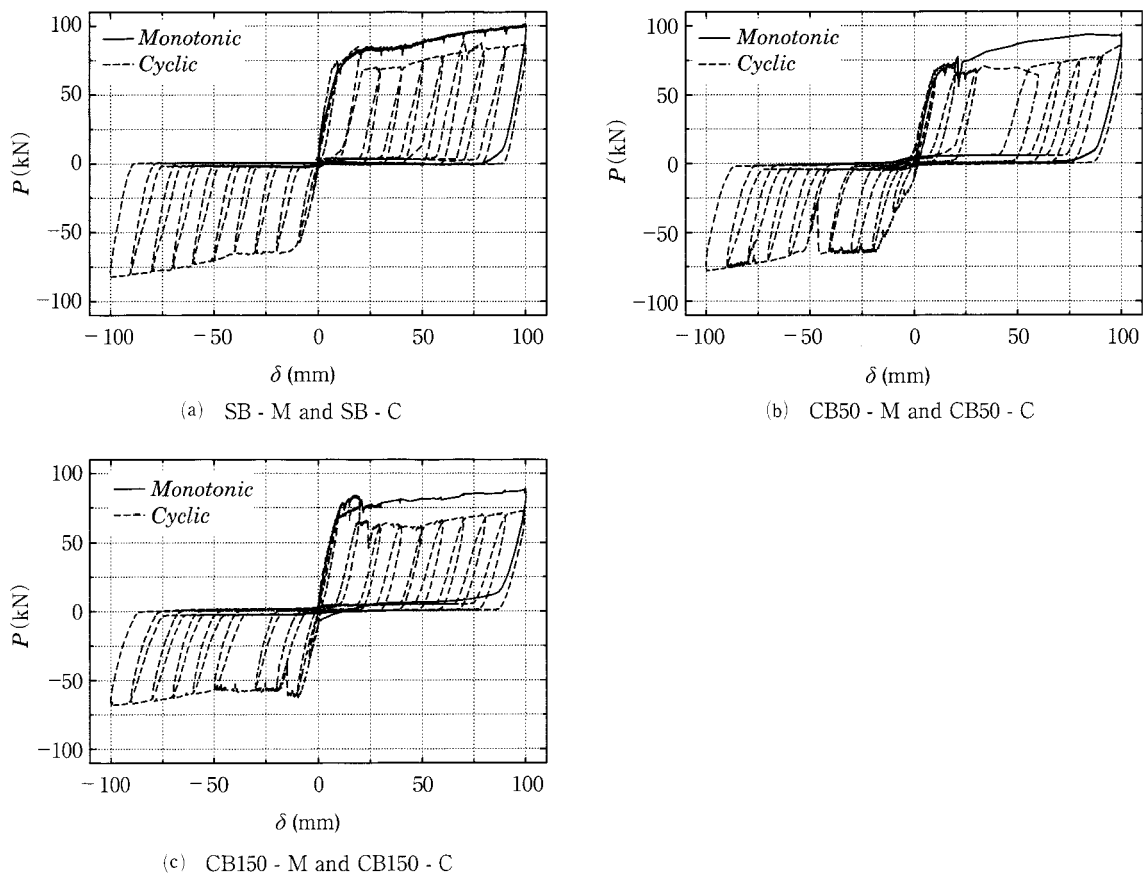 100
50
0
−50
−100
P (kN)
Monotonic
Cyclic
−100 −50 0 50 100
δ (mm)
(a) SB - M and SB - C
100
50
0
−50
−100
P (kN)
Monotonic
Cyclic
−100 −50 0 50 100
δ (mm)
(b) CB50 - M and CB50 - C
100
50
0
−50
−100
P (kN)
Monotonic
Cyclic
−100 −50 0 50 100
δ (mm)
(c) CB150 - M and CB150 - C